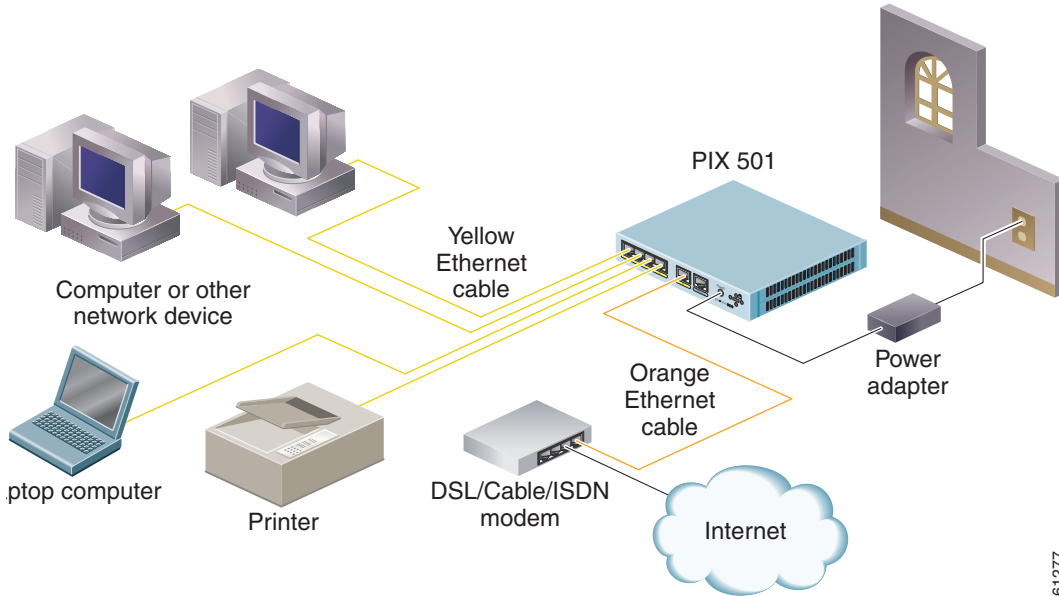 PIX 501
Yellow
Ethernet
cable
Computer or other
network device
Power
adapter
Orange
Ethernet
cable
ptop computer
Printer
DSL/Cable/ISDN
modem
Internet
61277